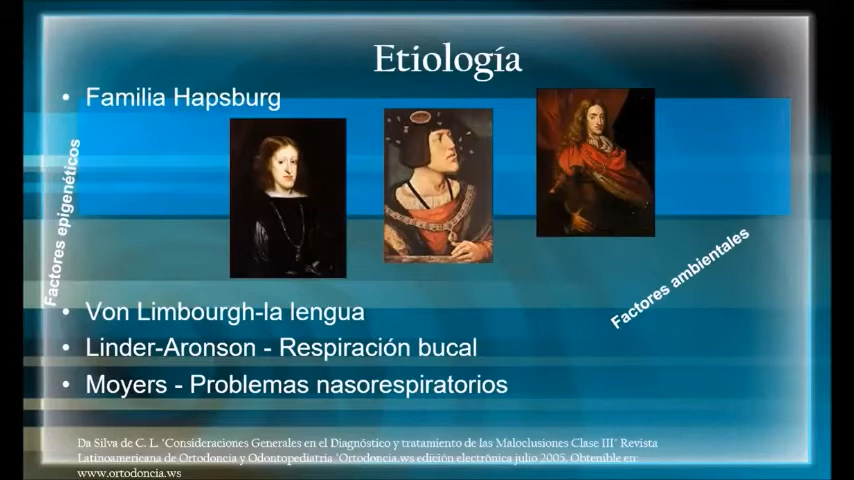 Etiología
• Familia Hapsburg
Factores epigenéticos
Factores ambientales
• Von Limbourgh-la lengua
• Linder-Aronson - Respiración bucal
• Moyers - Problemas nasorespiratorios
Da Silva de C. L. "Consideraciones Generales en el Diagnóstico y tratamiento de las Maloclusiones Clase III" Revista
Latinoamericana de Ortodoncia y Odontopediatria "Ortodoncia.ws edición electrónica julio 2005. Obtenible en:
www.ortodoncia.ws